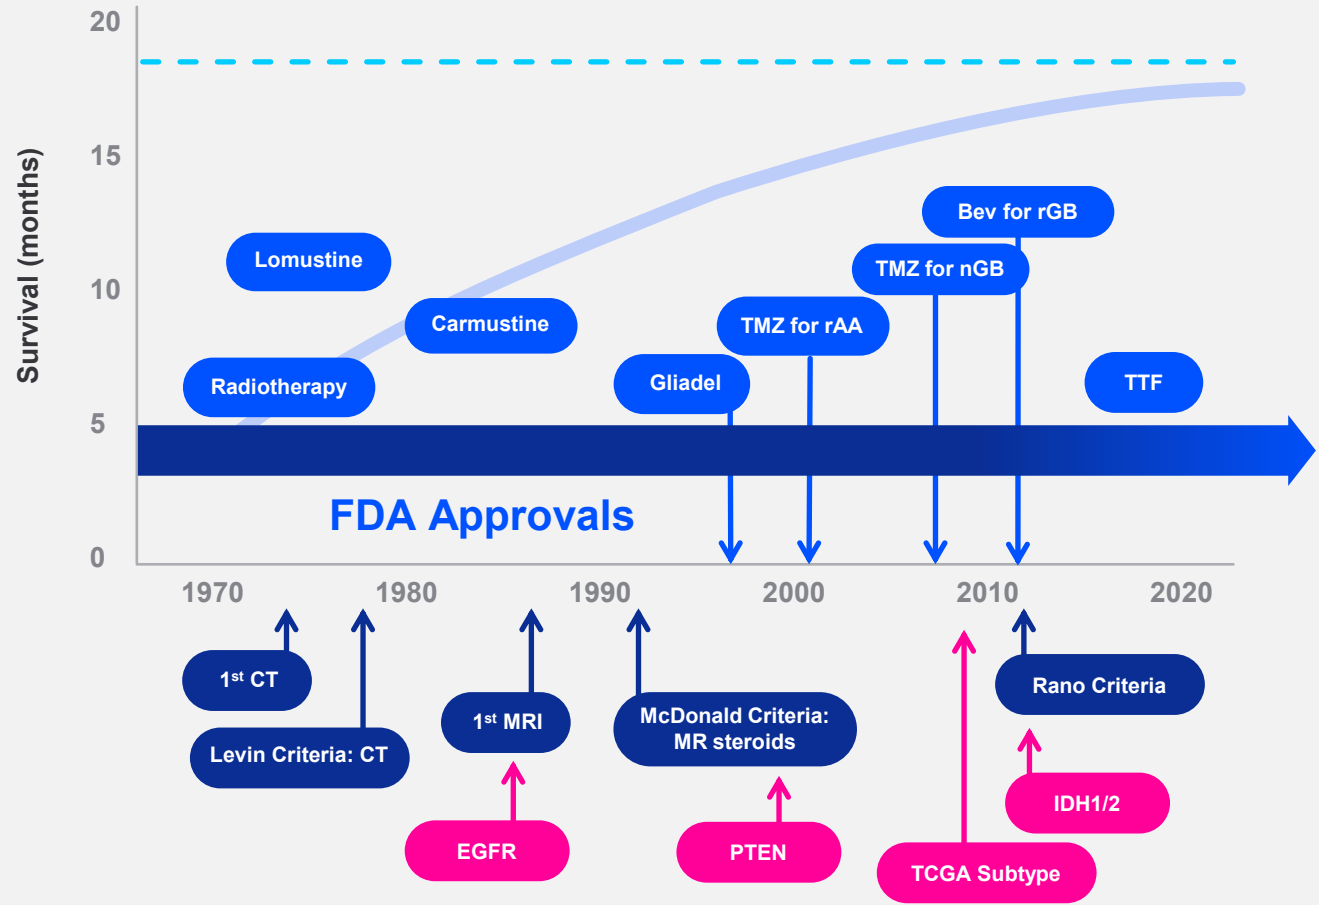 20
15
10
5
0
Survival (months)
Bev for rGB
Lomustine
TMZ for nGB
Carmustine
TMZ for rAA
Radiotherapy
Gliadel
TTF
FDA Approvals
1970
1980
1990
2000
2010
2020
1st CT
Rano Criteria
Levin Criteria: CT
1st MRI
McDonald Criteria:
MR steroids
IDH1/2
EGFR
PTEN
TCGA Subtype